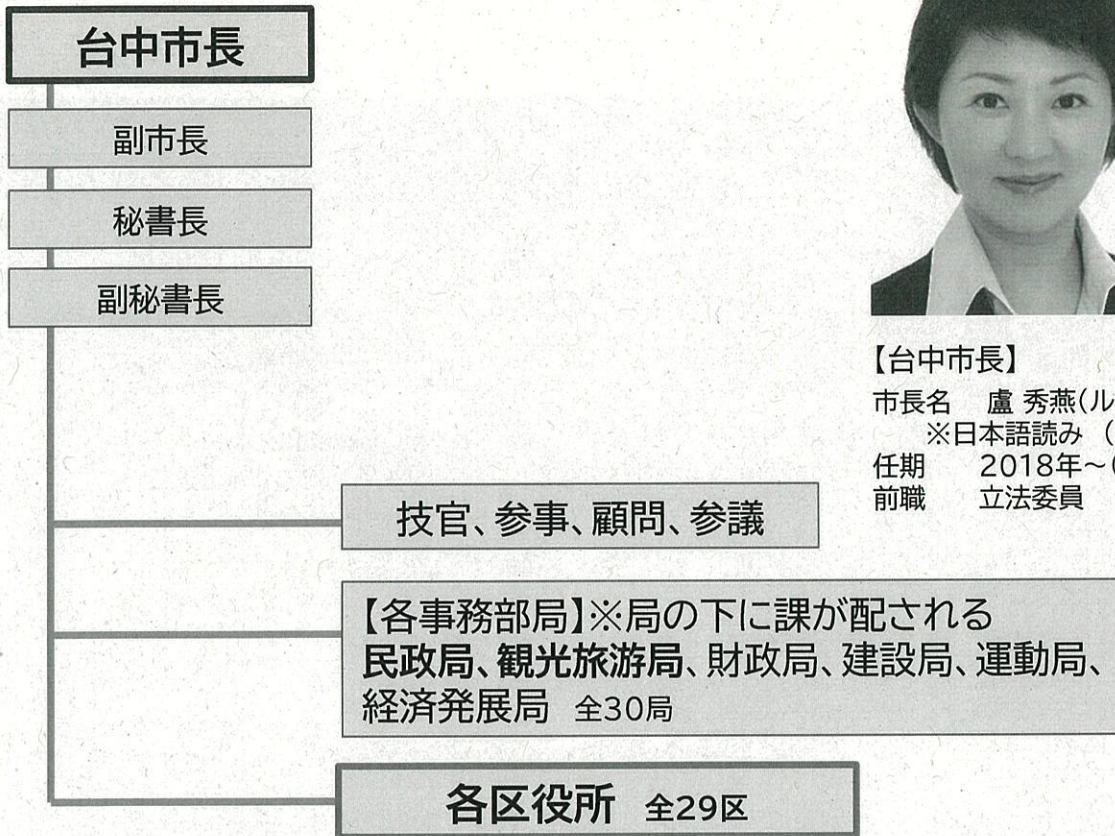 台中市長
副市長
秘書長
副秘書長
【台中市長】
市長名　盧 秀燕(ル
※日本語読み　(
任期　2018年～(
前職　立法委員
技官、参事、顧問、参議
【各事務部局】※局の下に課が配される
民政局、観光旅游局、財政局、建設局、運動局、
経済発展局　全30局
各区役所　全29区